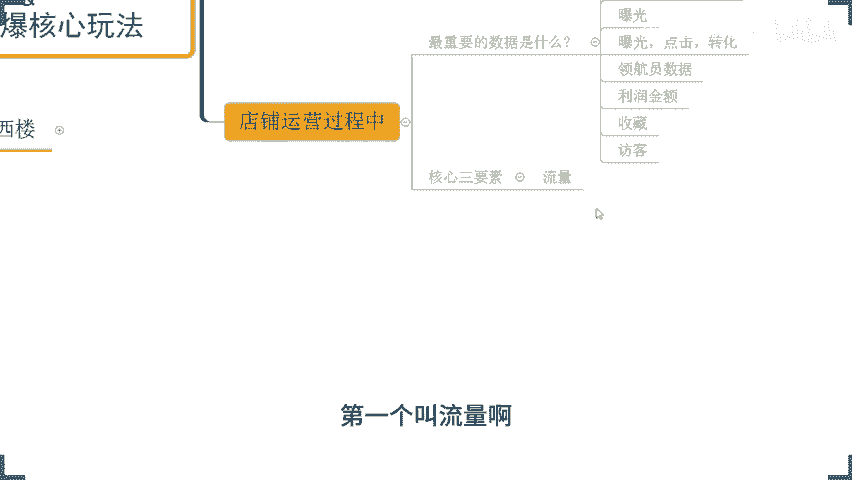 爆核心玩法
西楼
店铺运营过程中
最重要的数据是什么？
曝光
曝光，点击，转化
领航员数据
利润金额
收藏
访客
核心三要素
流量
第一个叫流量啊